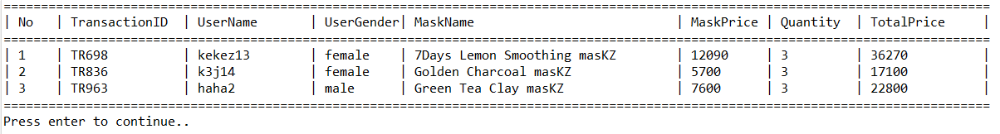 | No | TransactionID | UserName | UserGender| MaskName | MaskPrice | Quantity | TotalPrice |
| 1 | TR698 | kekez13 | female | 7Days Lemon Smoothing masKZ | 12090 | 3 | 36270 |
| 2 | TR836 | k3j14 | female | Golden Charcoal masKZ | 5700 | 3 | 17100 |
| 3 | TR963 | haha2 | male | Green Tea Clay masKZ | 7600 | 3 | 22800 |
Press enter to continue..